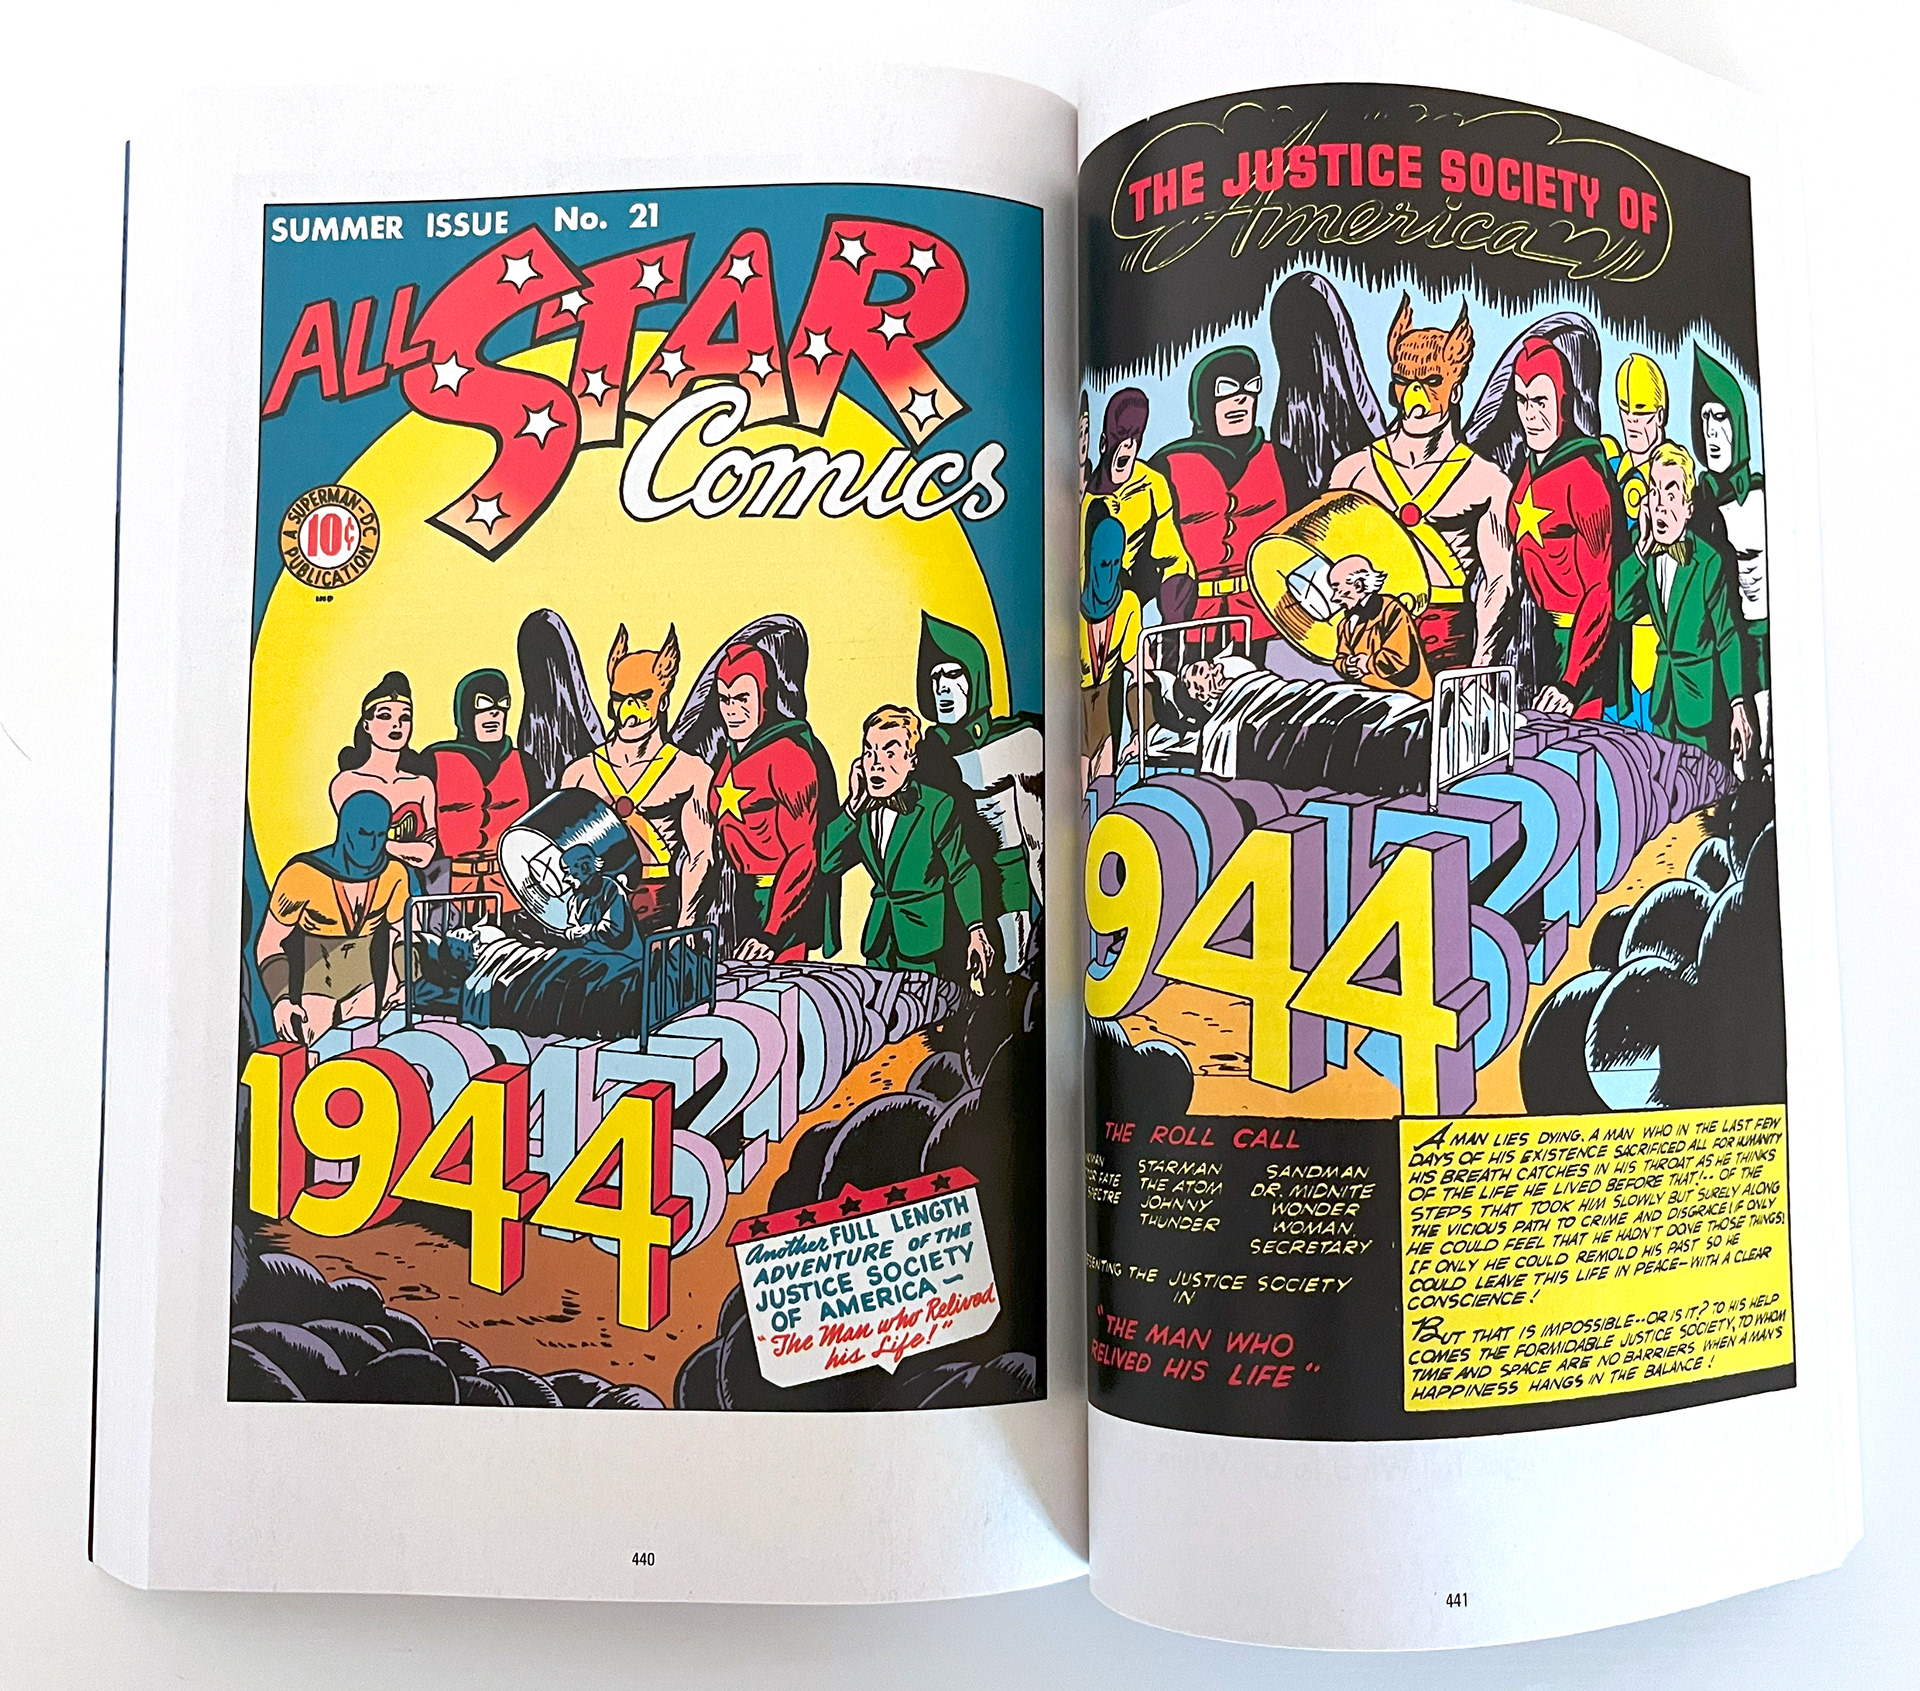 SUMMER ISSUE No. 21
ALL STAR
Comics
A SUPERMAN-DC PUBLICATION
10¢
1944
Another FULL LENGTH
ADVENTURE OF THE
JUSTICE SOCIETY
OF AMERICA—
"The Man who Relived
his Life!"
440
THE JUSTICE SOCIETY OF
America
944
THE ROLL CALL
STARMAN
THE ATOM
JOHNNY
THUNDER
SANDMAN
DR. MIDNITE
WONDER
WOMAN,
SECRETARY
THE JUSTICE SOCIETY
IN
"THE MAN WHO
RELIVED HIS LIFE"
A MAN LIES DYING. A MAN WHO IN THE LAST FEW
DAYS OF HIS EXISTENCE SACRIFICED ALL FOR HUMANITY
HIS BREATH CATCHES IN HIS THROAT AS HE THINKS
OF THE LIFE HE LIVED BEFORE THAT!-- OF THE
STEPS THAT TOOK HIM SLOWLY BUT SURELY ALONG
THE VICIOUS PATH TO CRIME AND DISGRACE! IF ONLY
HE COULD FEEL THAT HE HADN'T DONE THOSE THINGS!
IF ONLY HE COULD REMOLD HIS PAST SO HE
COULD LEAVE THIS LIFE IN PEACE—WITH A CLEAR
CONSCIENCE!
BUT THAT IS IMPOSSIBLE--OR IS IT? TO HIS HELP
COMES THE FORMIDABLE JUSTICE SOCIETY, TO WHOM
TIME AND SPACE ARE NO BARRIERS WHEN A MAN'S
HAPPINESS HANGS IN THE BALANCE!
441